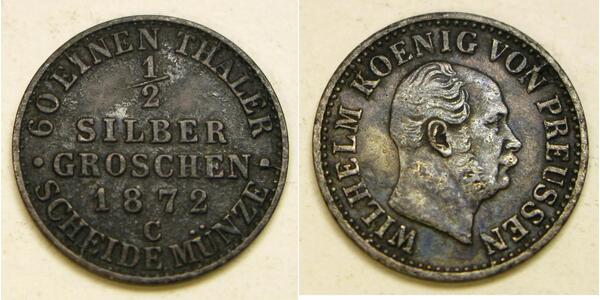 60 EINEN THALER
1/2
SILBER
· GROSCHEN ·
1872
C
SCHEIDEMÜNZE
WILHELM KOENIG VON PREUSSEN